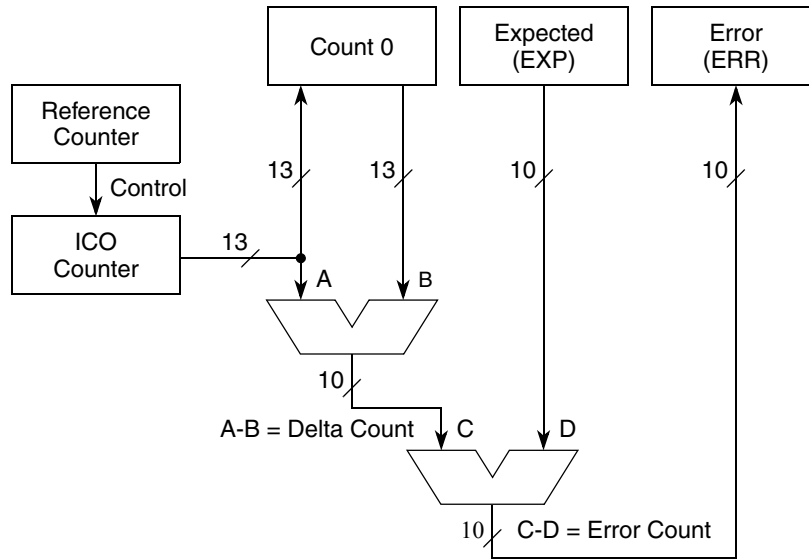 Count 0
Expected
(EXP)
Error
(ERR)
Reference
Counter
Control
ICO
Counter
13
13
13
10
10
A
B
10
A-B = Delta Count
C
D
10
C-D = Error Count